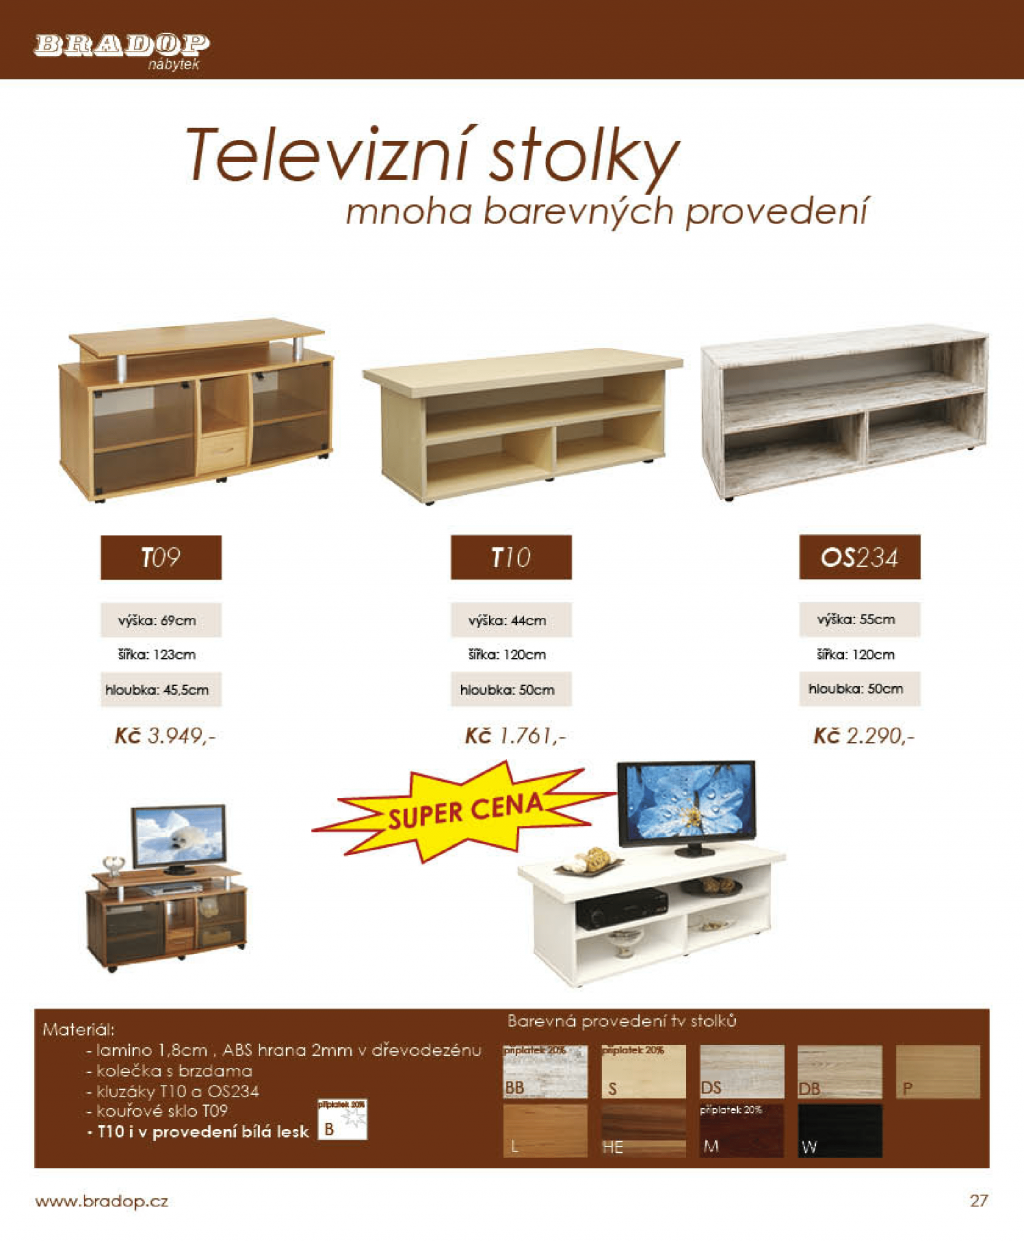 BRADOP
nábytek
Televizní stolky
mnoha barevných provedení
T09
výška: 69cm
šířka: 123cm
hloubka: 45,5cm
Kč 3.949,-
T10
výška: 44cm
šířka: 120cm
hloubka: 50cm
Kč 1.761,-
OS234
výška: 55cm
šířka: 120cm
hloubka: 50cm
Kč 2.290,-
SUPER CENA
Materiál:
- lamino 1,8cm , ABS hrana 2mm v dřevodezénu
- kolečka s brzdama
- kluzáky T10 a OS234
- kouřové sklo T09
- T10 i v provedení bílá lesk
příplatek 20%
B
Barevná provedení tv stolků
příplatek 20%
BB
příplatek 20%
S
DS
DB
P
L
HE
příplatek 20%
M
W
www.bradop.cz
27